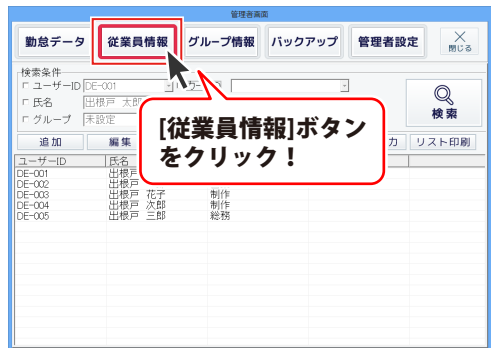 管理者画面
勤怠データ 従業員情報 グループ情報 バックアップ 管理者設定 閉じる
検索条件
ユーザーID DE-001
氏名 出根戸 太郎
グループ 未設定
検索
追加 編集 力 リスト印刷
[従業員情報]ボタン
をクリック！
ユーザーID 氏名
DE-001 出根戸
DE-002 出根戸
DE-003 出根戸 花子 制作
DE-004 出根戸 次郎 制作
DE-005 出根戸 三郎 総務